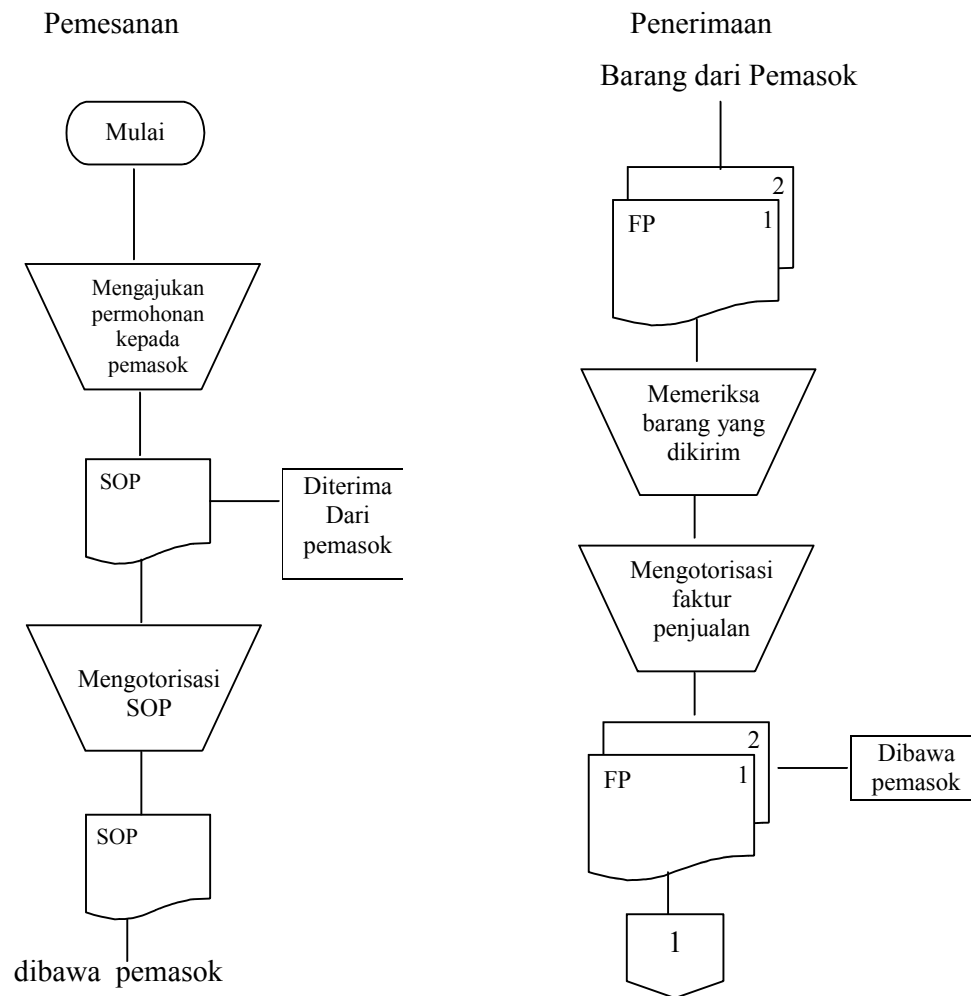 Pemesanan
Mulai
Mengajukan
permohonan
kepada
pemasok
SOP
Diterima
Dari
pemasok
Mengotorisasi
SOP
SOP
dibawa pemasok
Penerimaan
Barang dari Pemasok
2
FP 1
Memeriksa
barang yang
dikirim
Mengotorisasi
faktur
penjualan
2
FP 1
Dibawa
pemasok
1